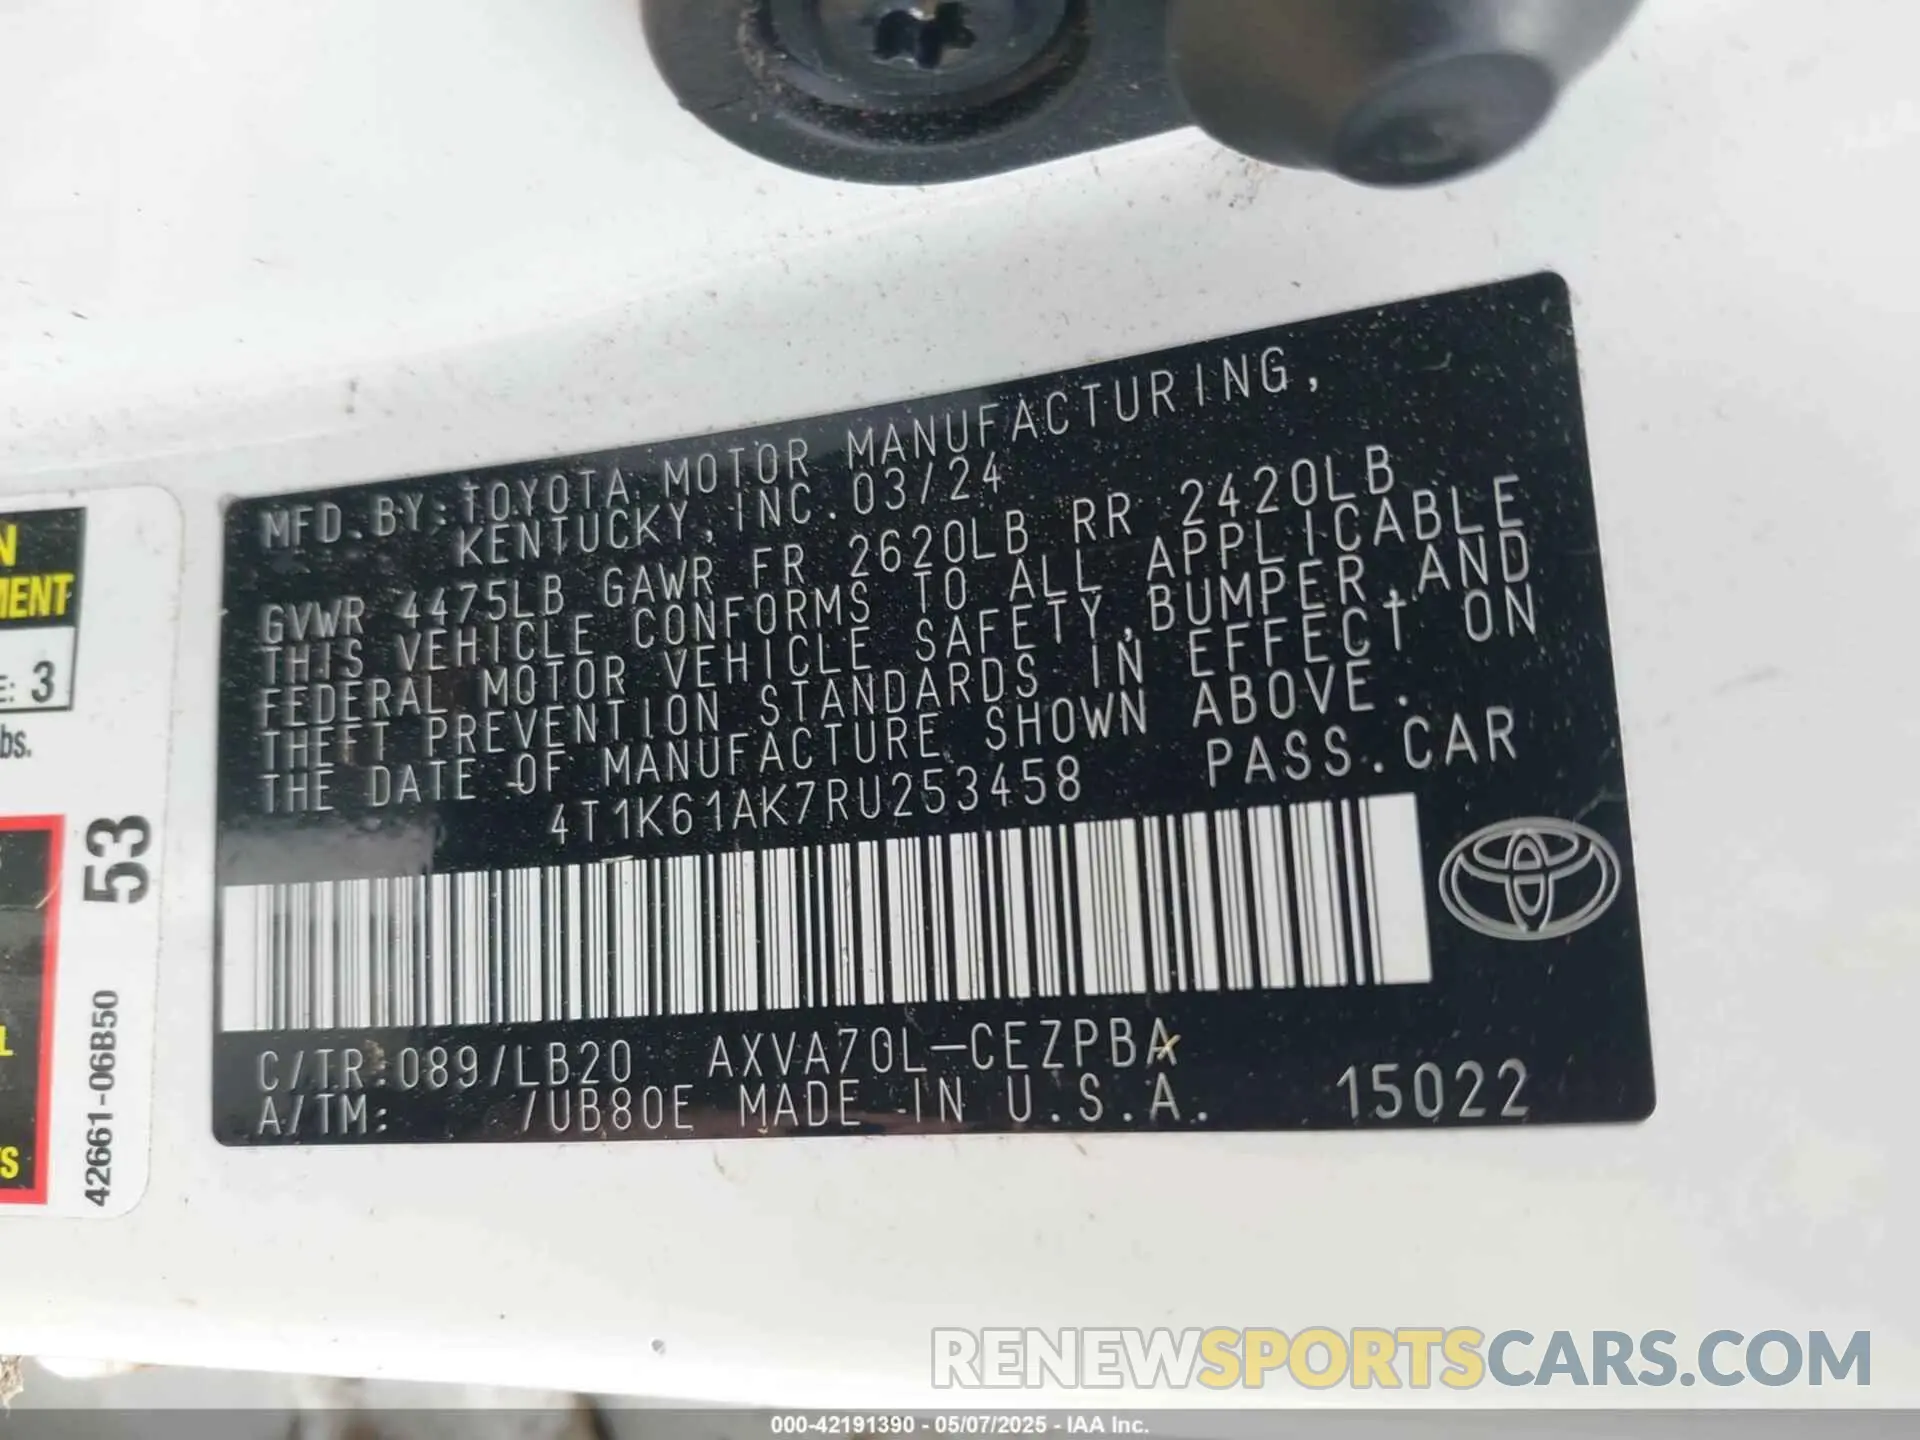 MFD.BY:TOYOTA MOTOR MANUFACTURING,
KENTUCKY, INC. 03/24
GVWR 4475LB GAWR FR 2620LB RR 2420LB
THIS VEHICLE CONFORMS TO ALL APPLICABLE
FEDERAL MOTOR VEHICLE SAFETY,BUMPER,AND
THEFT PREVENTION STANDARDS IN EFFECT ON
THE DATE OF MANUFACTURE SHOWN ABOVE.
4T1K61AK7RU253458 PASS.CAR
C/TR:089/LB20 AXVA70L-CEZPBA
A/TM: /UB80E MADE IN U.S.A. 15022
E: 3
bs.
53
42661-06B50
RENEWSPORTSCARS.COM
000-42191390 - 05/07/2025 - IAA Inc.